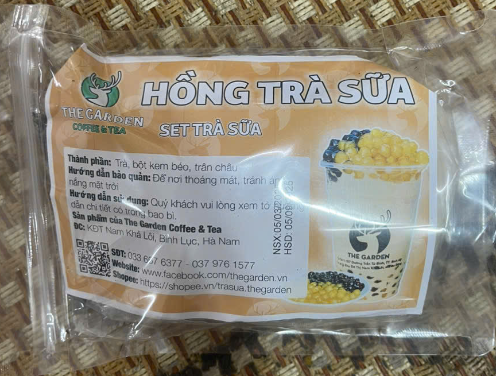 THE GARDEN
COFFEE & TEA
HỒNG TRÀ SỮA
SET TRÀ SỮA
Thành phần: Trà, bột kem béo, trân châu
Hướng dẫn bảo quản: Để nơi thoáng mát, tránh
nắng mặt trời
Hướng dẫn sử dụng: Quý khách vui lòng xem tờ
dẫn chi tiết có trong bao bì.
Sản phẩm của The Garden Coffee & Tea
ĐC: KĐT Nam Khả Lôi, Bình Lục, Hà Nam
SĐT: 033 657 6377 - 037 976 1577
Website: www.facebook.com/thegarden.vn
Shopee: https://shopee.vn/trasua.thegarden
NSX:
HSD:
THE GARDEN